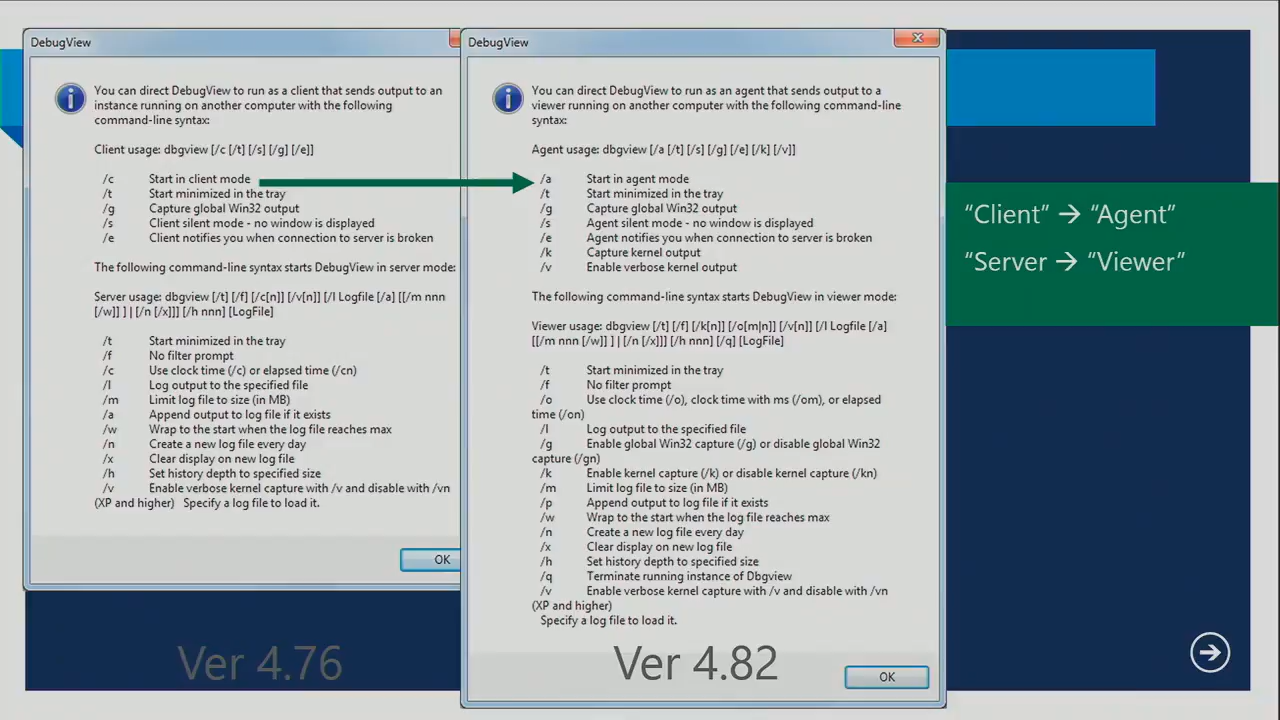 DebugView
You can direct DebugView to run as a client that sends output to an
instance running on another computer with the following
command-line syntax:
Client usage: dbgview [/c [/t] [/s] [/g] [/e]]
/c Start in client mode
/t Start minimized in the tray
/g Capture global Win32 output
/s Client silent mode - no window is displayed
/e Client notifies you when connection to server is broken
The following command-line syntax starts DebugView in server mode:
Server usage: dbgview [/t] [/f] [/c[n]] [/v[n]] [/l Logfile [/a] [[/m nnn
[/w]] ] | [/n [/x]]] [/h nnn] [LogFile]
/t Start minimized in the tray
/f No filter prompt
/c Use clock time (/c) or elapsed time (/cn)
/l Log output to the specified file
/m Limit log file to size (in MB)
/a Append output to log file if it exists
/w Wrap to the start when the log file reaches max
/n Create a new log file every day
/x Clear display on new log file
/h Set history depth to specified size
/v Enable verbose kernel capture with /v and disable with /vn
(XP and higher) Specify a log file to load it.
OK
Ver 4.76
DebugView
You can direct DebugView to run as an agent that sends output to a
viewer running on another computer with the following command-line
syntax:
Agent usage: dbgview [/a [/t] [/s] [/g] [/e] [/k] [/v]]
/a Start in agent mode
/t Start minimized in the tray
/g Capture global Win32 output
/s Agent silent mode - no window is displayed
/e Agent notifies you when connection to server is broken
/k Capture kernel output
/v Enable verbose kernel output
The following command-line syntax starts DebugView in viewer mode:
Viewer usage: dbgview [/t] [/f] [/k[n]] [/o[m|n]] [/v[n]] [/l Logfile [/a]
[[/m nnn [/w]] ] | [/n [/x]]] [/h nnn] [/q] [LogFile]
/t Start minimized in the tray
/f No filter prompt
/o Use clock time (/o), clock time with ms (/om), or elapsed
time (/on)
/l Log output to the specified file
/g Enable global Win32 capture (/g) or disable global Win32
capture (/gn)
/k Enable kernel capture (/k) or disable kernel capture (/kn)
/m Limit log file to size (in MB)
/p Append output to log file if it exists
/w Wrap to the start when the log file reaches max
/n Create a new log file every day
/x Clear display on new log file
/h Set history depth to specified size
/q Terminate running instance of Dbgview
/v Enable verbose kernel capture with /v and disable with /vn
(XP and higher)
Specify a log file to load it.
Ver 4.82
OK
“Client” → “Agent”
“Server → “Viewer”